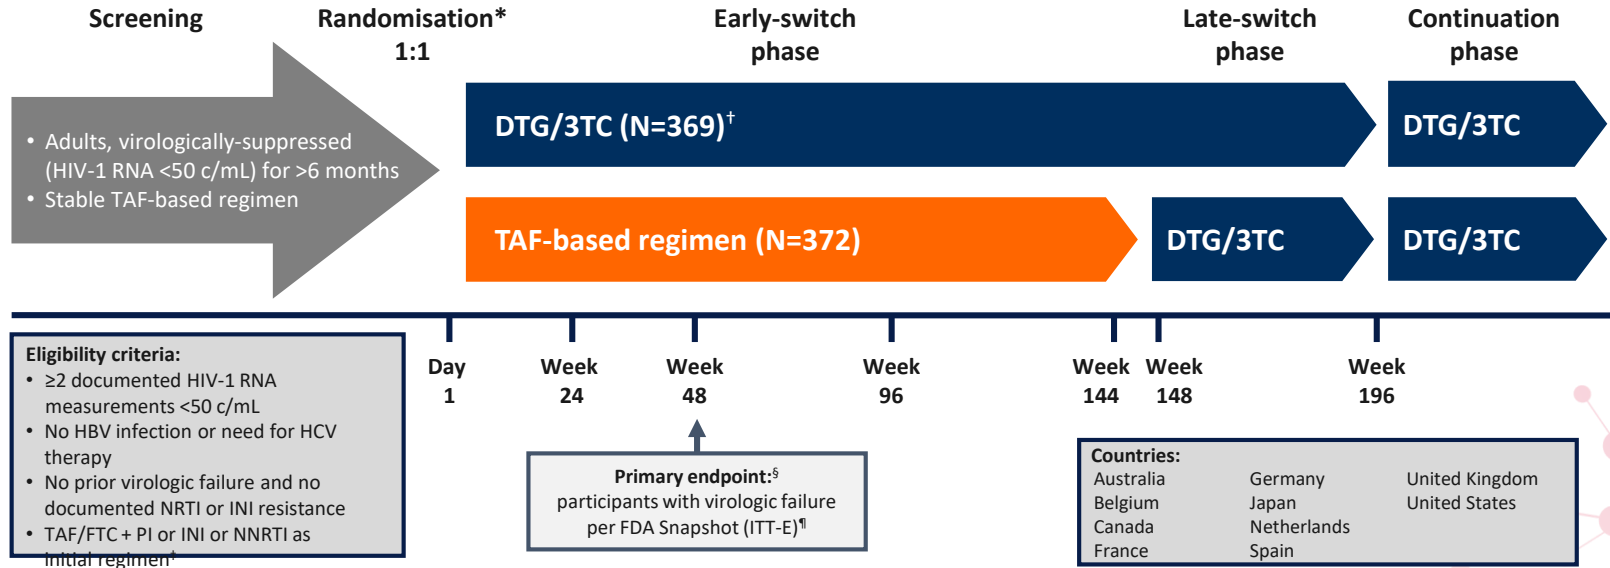 Screening
Randomisation*
1:1
Early-switch
phase
Late-switch
phase
Continuation
phase
• Adults, virologically-suppressed
(HIV-1 RNA <50 c/mL) for >6 months
• Stable TAF-based regimen
DTG/3TC (N=369)†
DTG/3TC
TAF-based regimen (N=372)
DTG/3TC
DTG/3TC
Day
1
Week
24
Week
48
Week
96
Week
144
Week
148
Week
196
Eligibility criteria:
• ≥2 documented HIV-1 RNA
measurements <50 c/mL
• No HBV infection or need for HCV
therapy
• No prior virologic failure and no
documented NRTI or INI resistance
• TAF/FTC + PI or INI or NNRTI as
initial regimen‡
Primary endpoint:§
participants with virologic failure
per FDA Snapshot (ITT-E)¶
Countries:
Australia
Belgium
Canada
France
Germany
Japan
Netherlands
Spain
United Kingdom
United States